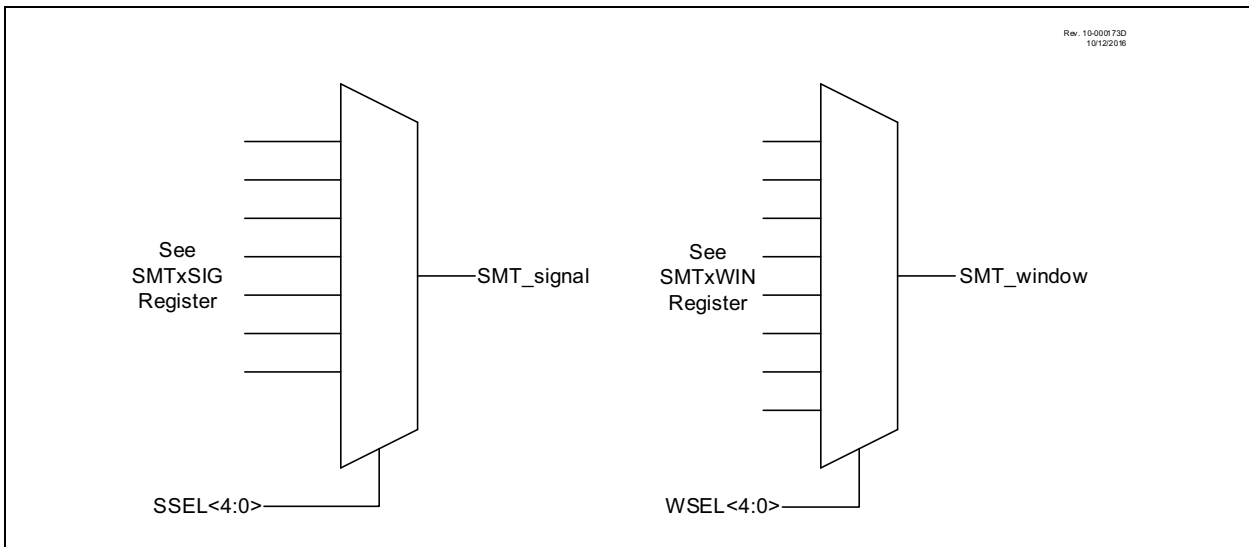 Rev. 10-000173D
10/12/2016
See
SMTxSIG
Register
SMT_signal
SSEL<4:0>
See
SMTxWIN
Register
SMT_window
WSEL<4:0>